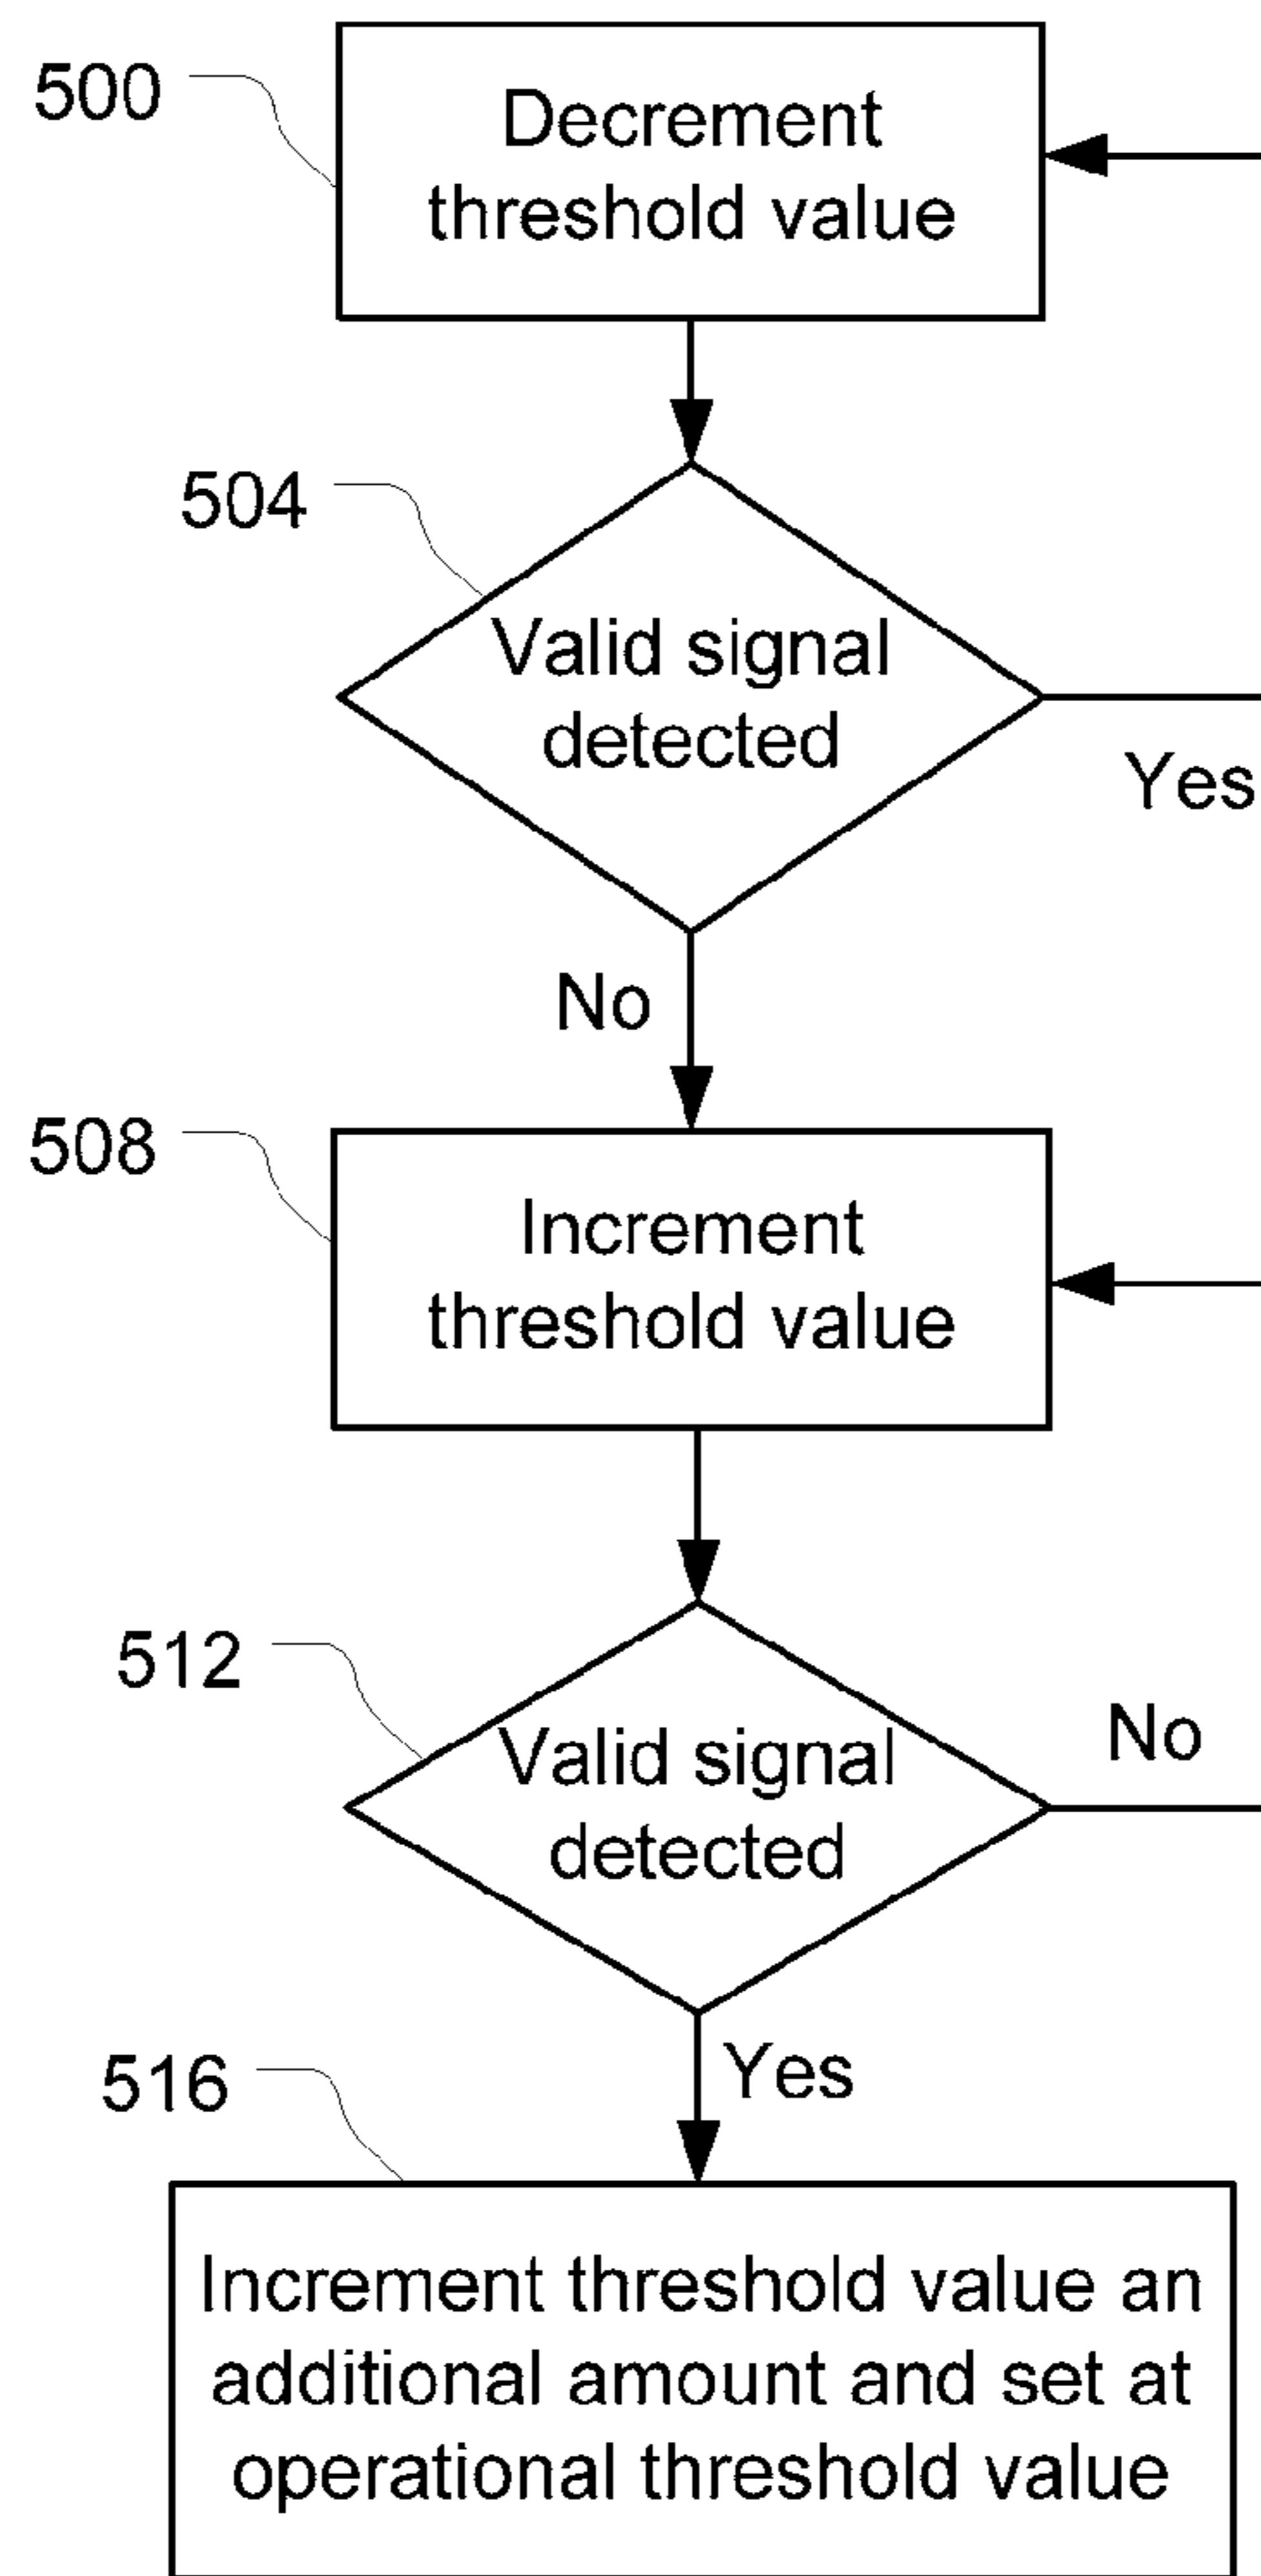 500
Decrement
threshold value
504
Valid signal
detected
Yes
No
508
Increment
threshold value
512
Valid signal
detected
No
Yes
516
Increment threshold value an
additional amount and set at
operational threshold value